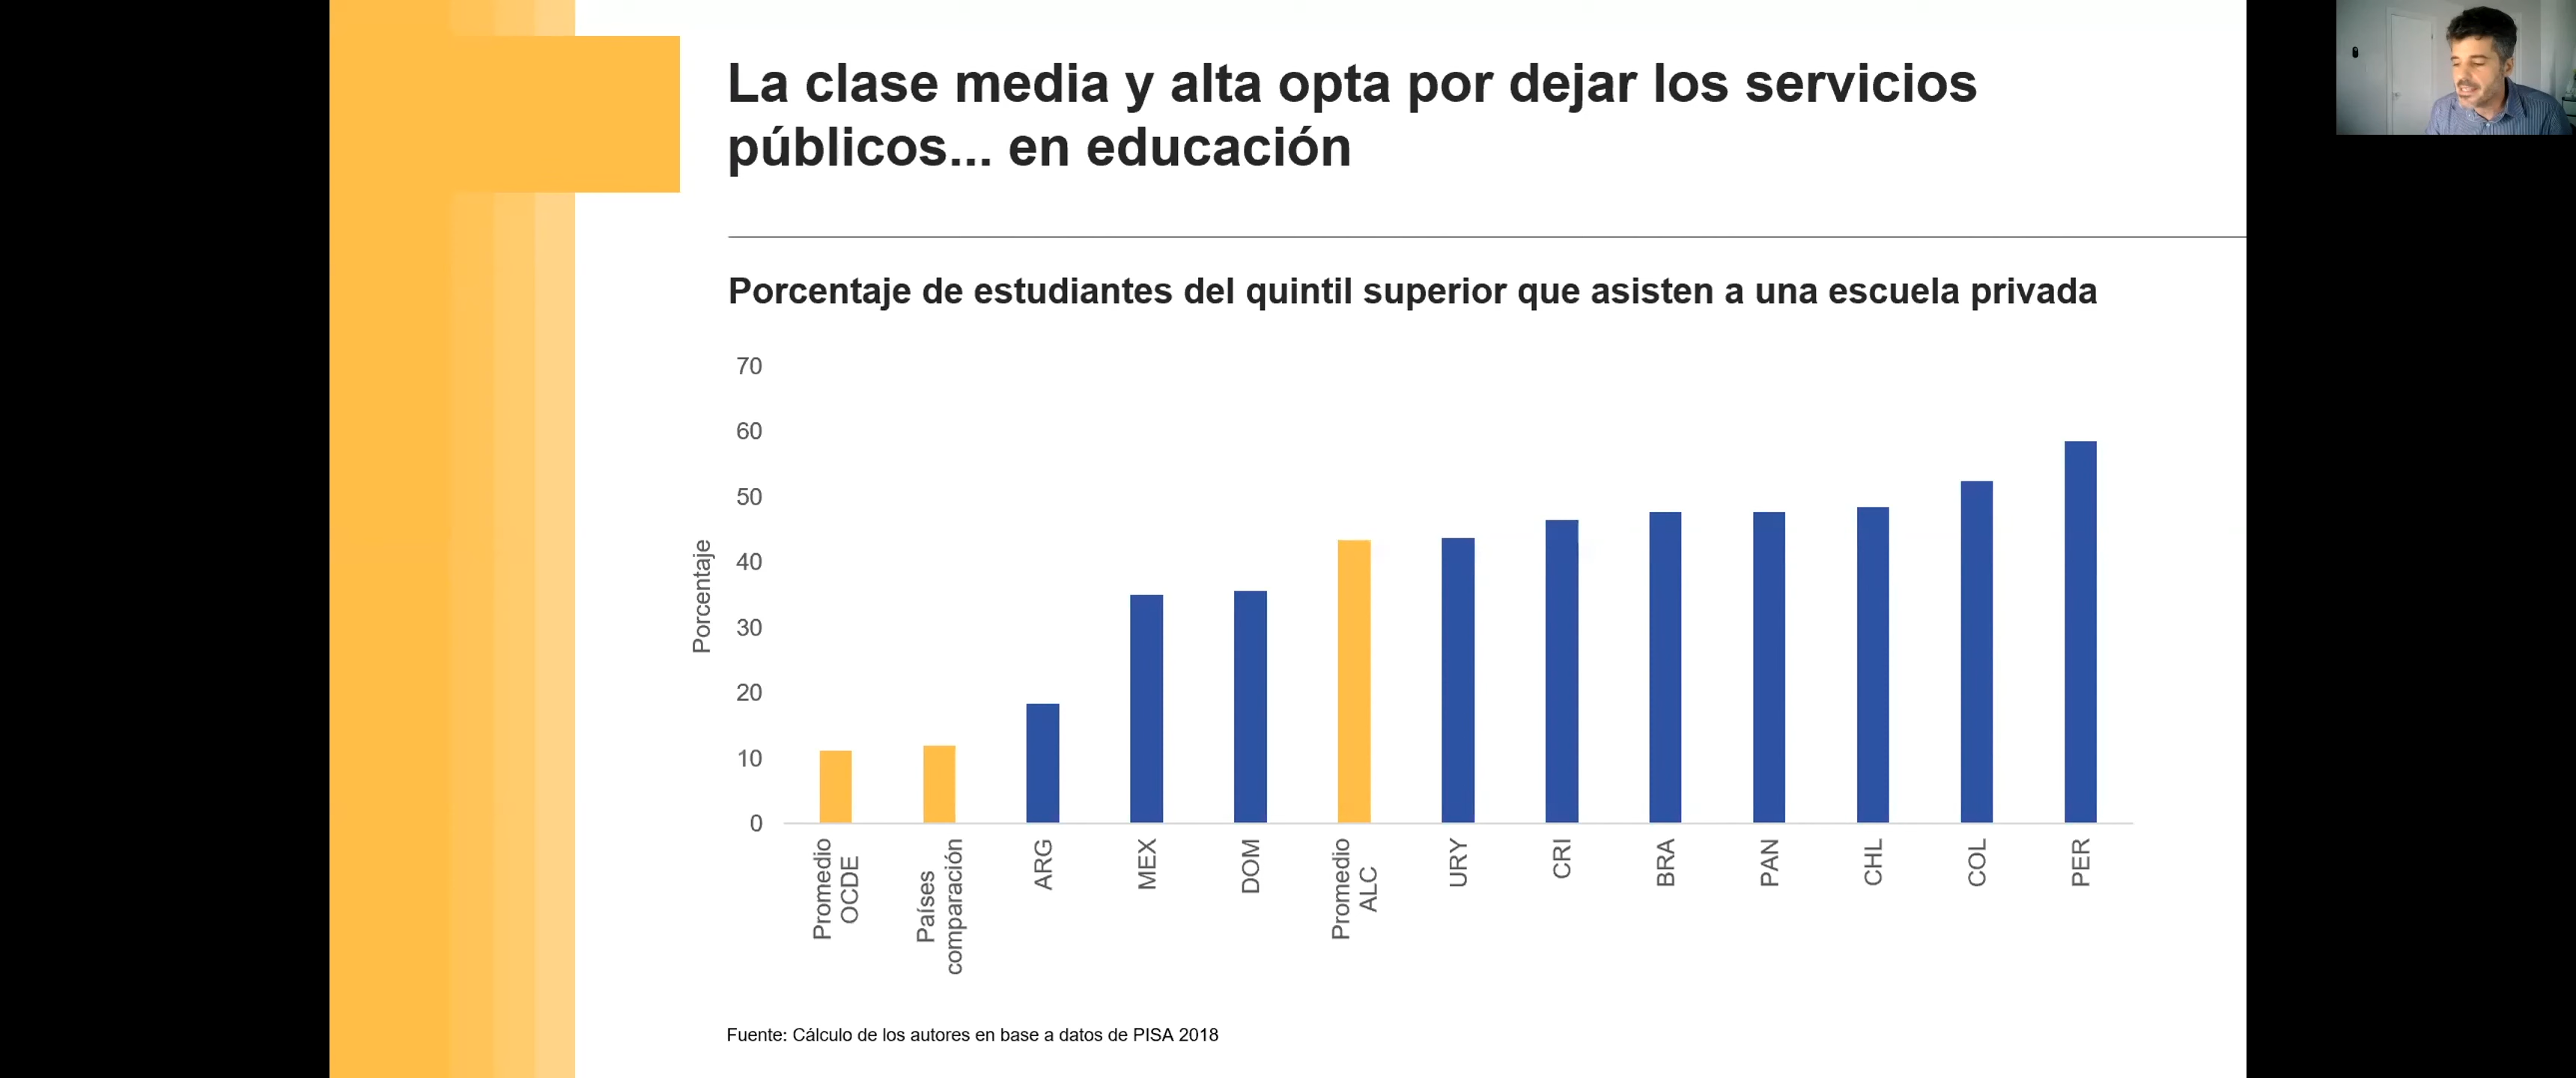 La clase media y alta opta por dejar los servicios
públicos... en educación
Porcentaje de estudiantes del quintil superior que asisten a una escuela privada
70
60
50
40
30
20
10
0
Porcentaje
Promedio
OCDE
Países
comparación
ARG
MEX
DOM
Promedio
ALC
URY
CRI
BRA
PAN
CHL
COL
PER
Fuente: Cálculo de los autores en base a datos de PISA 2018